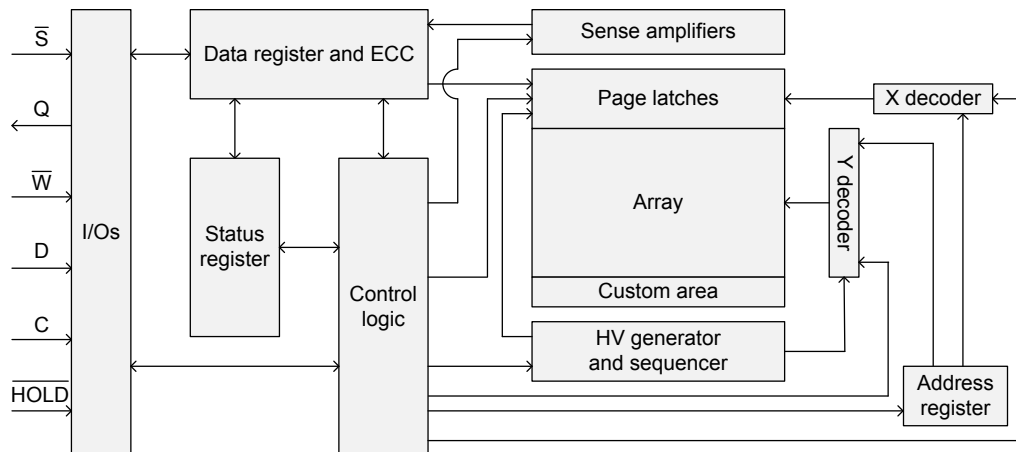 S̅
Q
W̅
D
C
H̅O̅L̅D̅
I/Os
Data register and ECC
Status
register
Control
logic
Sense amplifiers
Page latches
Array
Custom area
HV generator
and sequencer
X decoder
Y decoder
Address
register